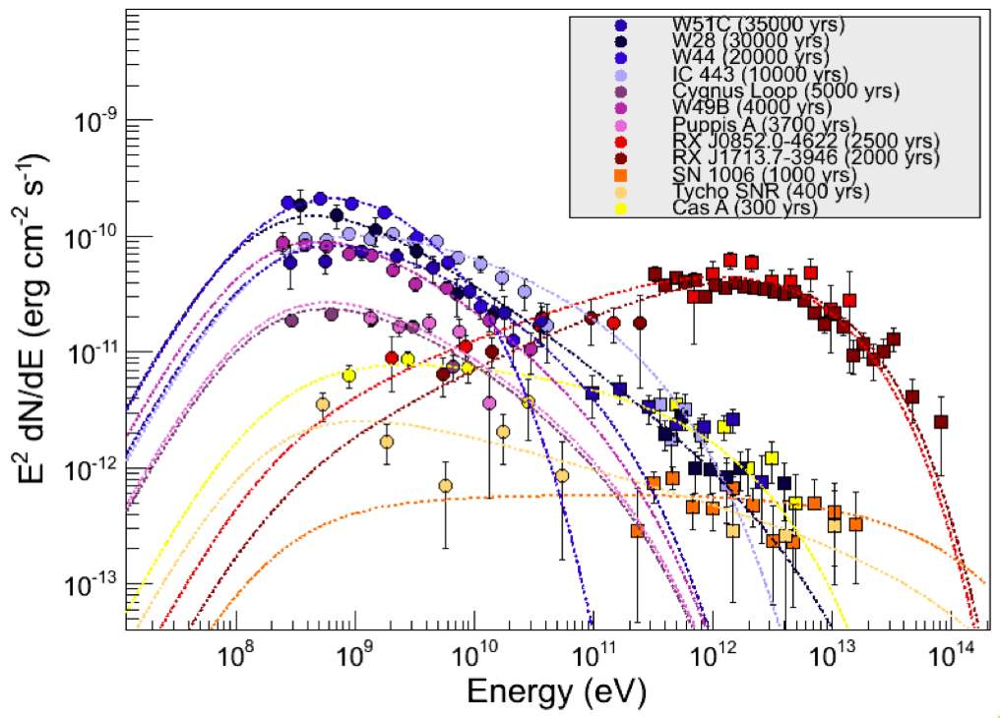 W51C (35000 yrs)
W28 (30000 yrs)
W44 (20000 yrs)
IC 443 (10000 yrs)
Cygnus Loop (5000 yrs)
W49B (4000 yrs)
Puppis A (3700 yrs)
RX J0852.0-4622 (2500 yrs)
RX J1713.7-3946 (2000 yrs)
SN 1006 (1000 yrs)
Tycho SNR (400 yrs)
Cas A (300 yrs)
E² dN/dE (erg cm⁻² s⁻¹)
10⁻⁹
10⁻¹⁰
10⁻¹¹
10⁻¹²
10⁻¹³
10⁸ 10⁹ 10¹⁰ 10¹¹ 10¹² 10¹³ 10¹⁴
Energy (eV)